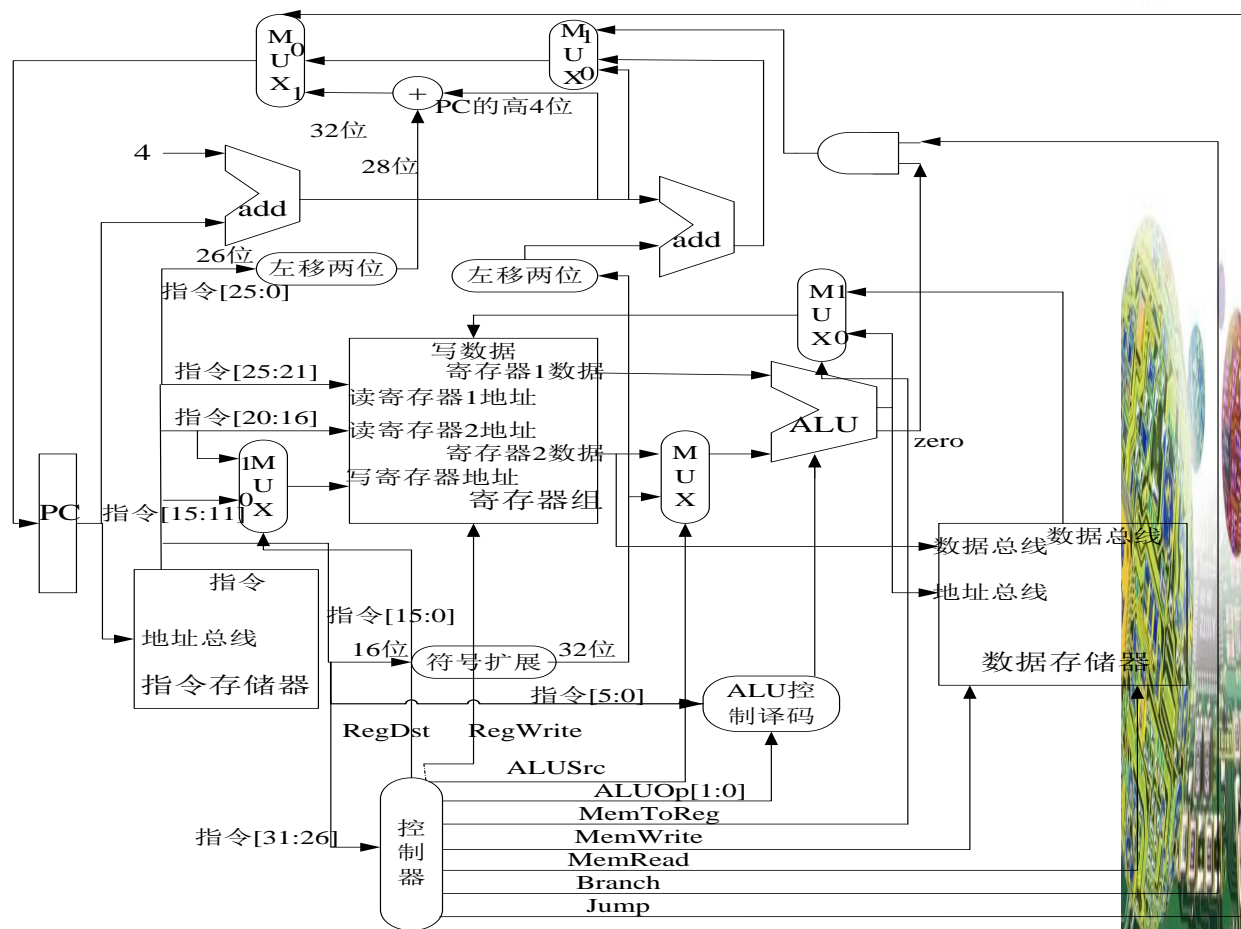 M
U
X
0
1
M
U
X
1
0
+
PC的高4位
32位
28位
4
add
add
26位
左移两位
左移两位
指令[25:0]
M
U
X
1
0
写数据
指令[25:21]
寄存器1数据
读寄存器1地址
指令[20:16]
读寄存器2地址
ALU
zero
寄存器2数据
1
0
M
U
X
M
U
X
写寄存器地址
寄存器组
PC
指令[15:11]
数据总线
数据总线
指令
地址总线
指令[15:0]
地址总线
16位
符号扩展
32位
数据存储器
指令存储器
指令[5:0]
ALU控
制译码
RegDst
RegWrite
ALUSrc
ALUOp[1:0]
MemToReg
指令[31:26]
控
制
器
MemWrite
MemRead
Branch
Jump